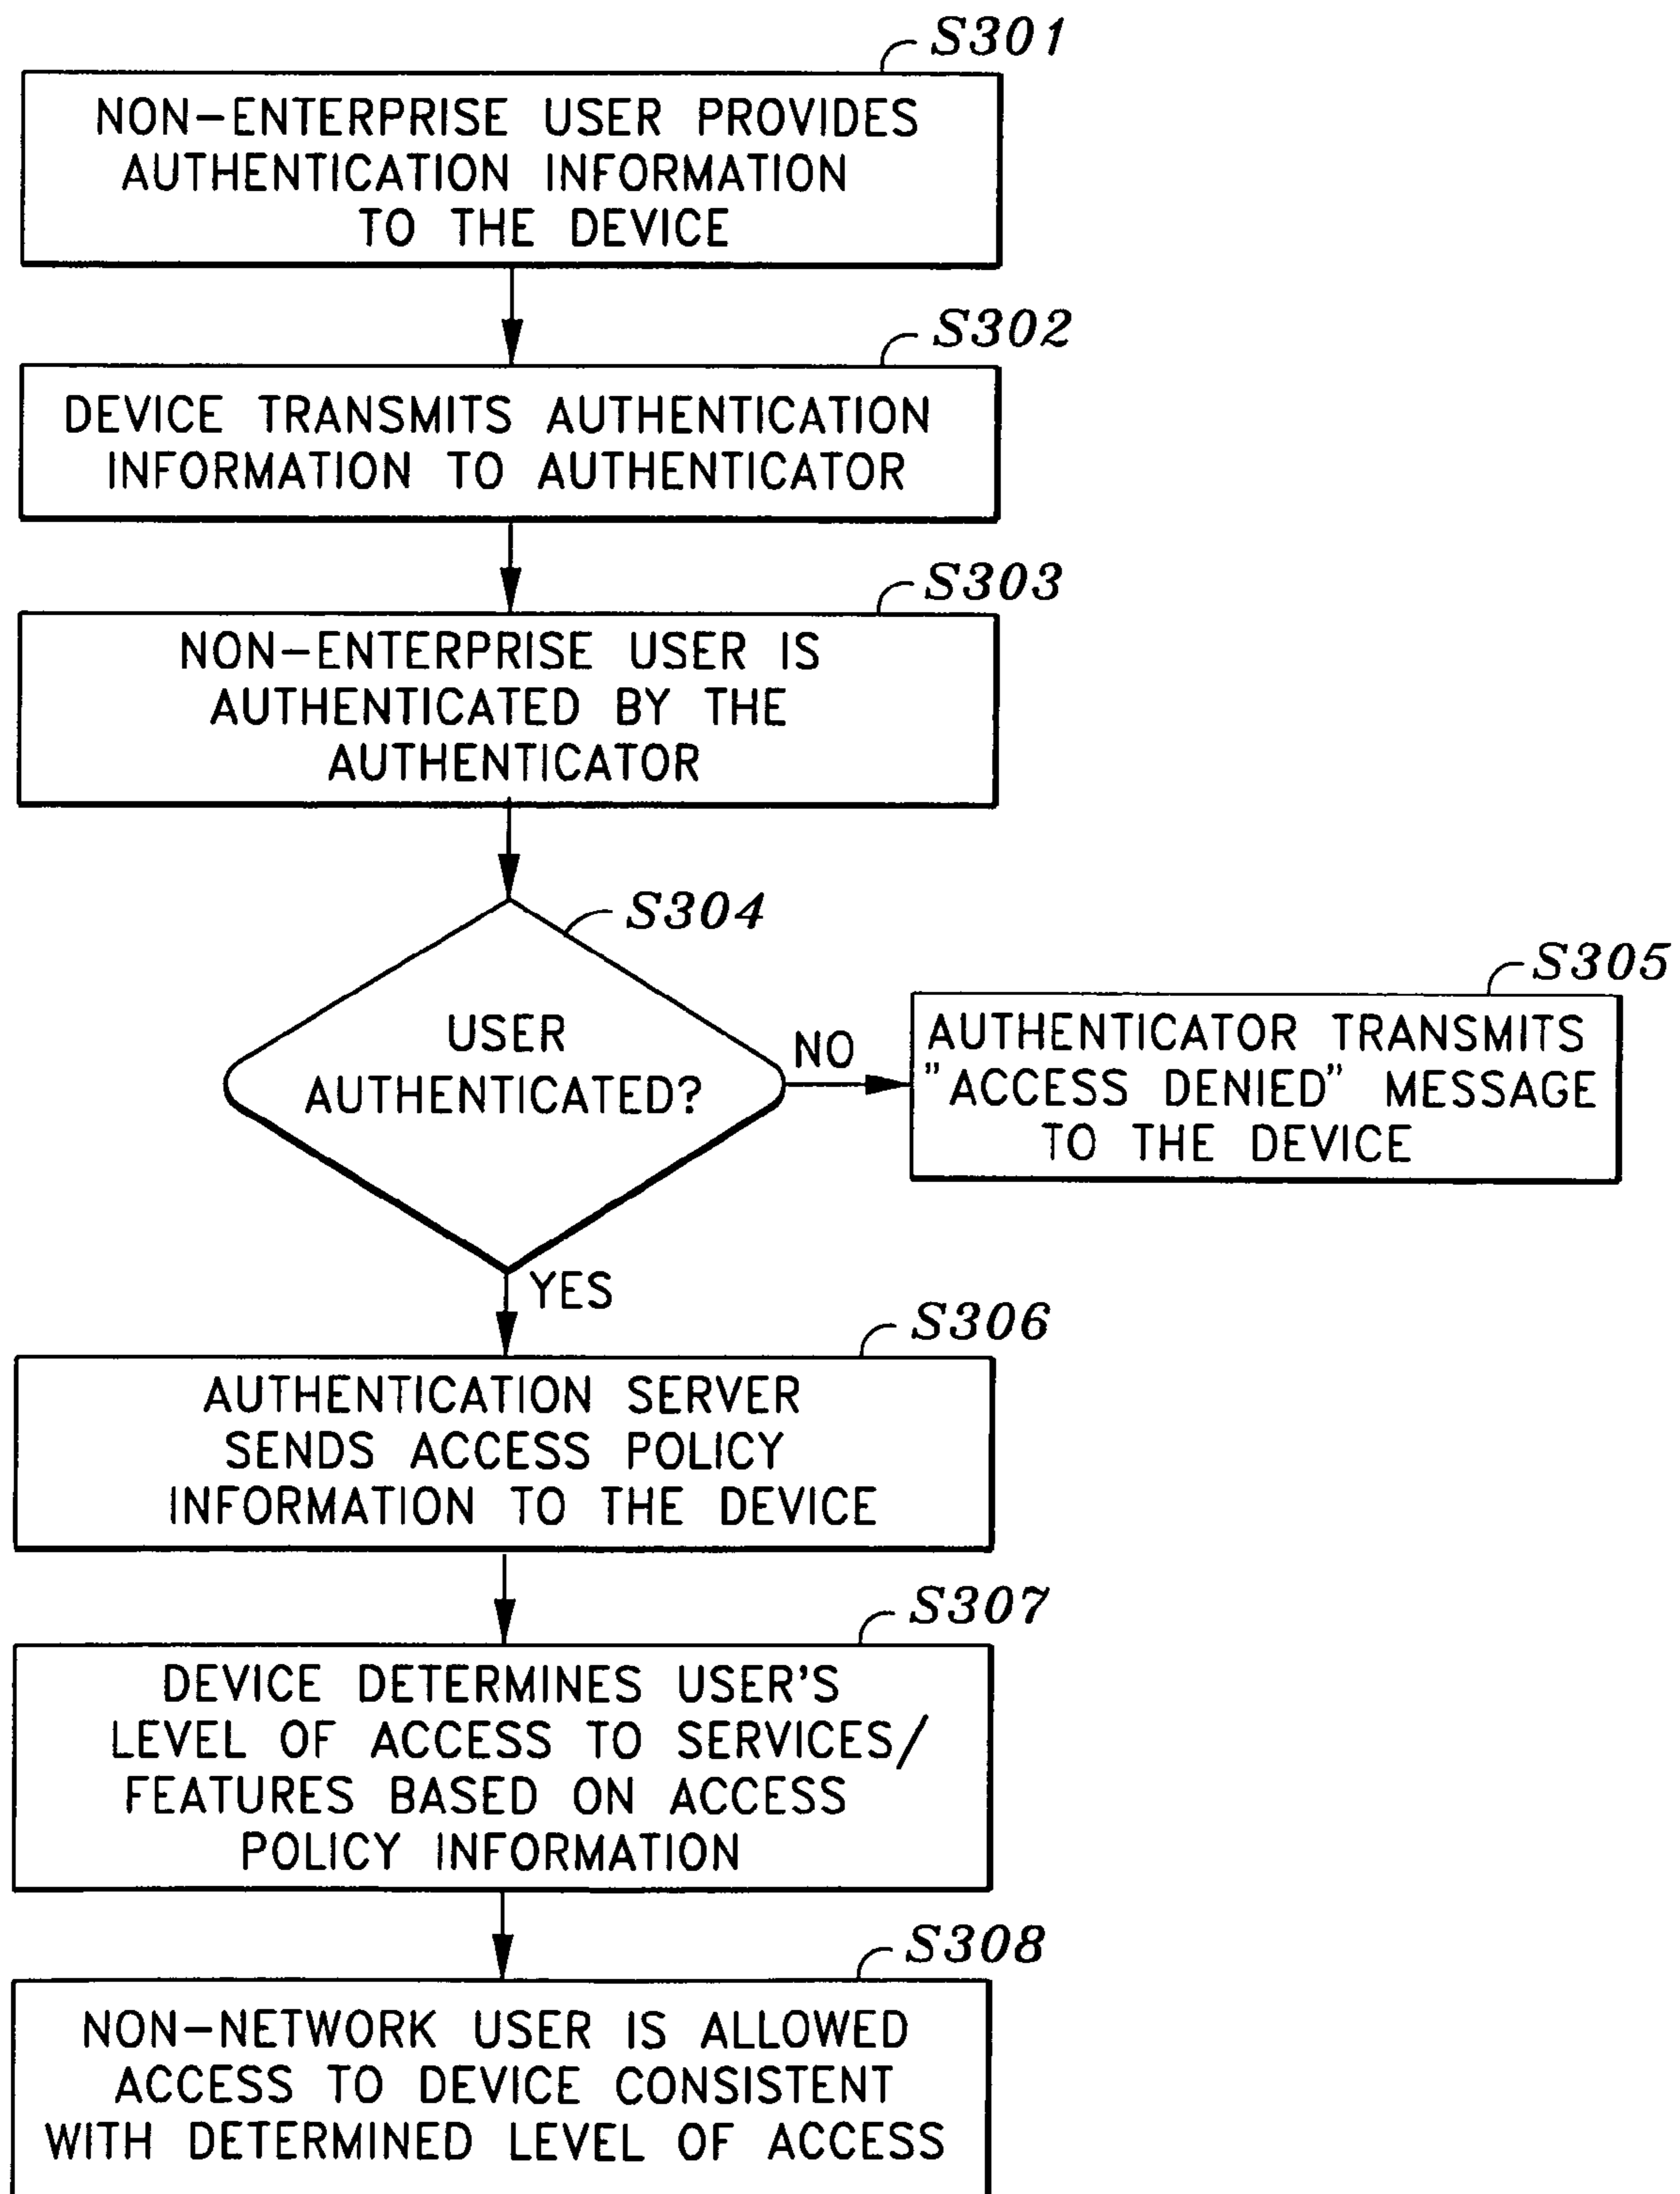 S301
NON-ENTERPRISE USER PROVIDES
AUTHENTICATION INFORMATION
TO THE DEVICE
S302
DEVICE TRANSMITS AUTHENTICATION
INFORMATION TO AUTHENTICATOR
S303
NON-ENTERPRISE USER IS
AUTHENTICATED BY THE
AUTHENTICATOR
S304
USER
AUTHENTICATED?
NO
S305
AUTHENTICATOR TRANSMITS
"ACCESS DENIED" MESSAGE
TO THE DEVICE
YES
S306
AUTHENTICATION SERVER
SENDS ACCESS POLICY
INFORMATION TO THE DEVICE
S307
DEVICE DETERMINES USER'S
LEVEL OF ACCESS TO SERVICES/
FEATURES BASED ON ACCESS
POLICY INFORMATION
S308
NON-NETWORK USER IS ALLOWED
ACCESS TO DEVICE CONSISTENT
WITH DETERMINED LEVEL OF ACCESS